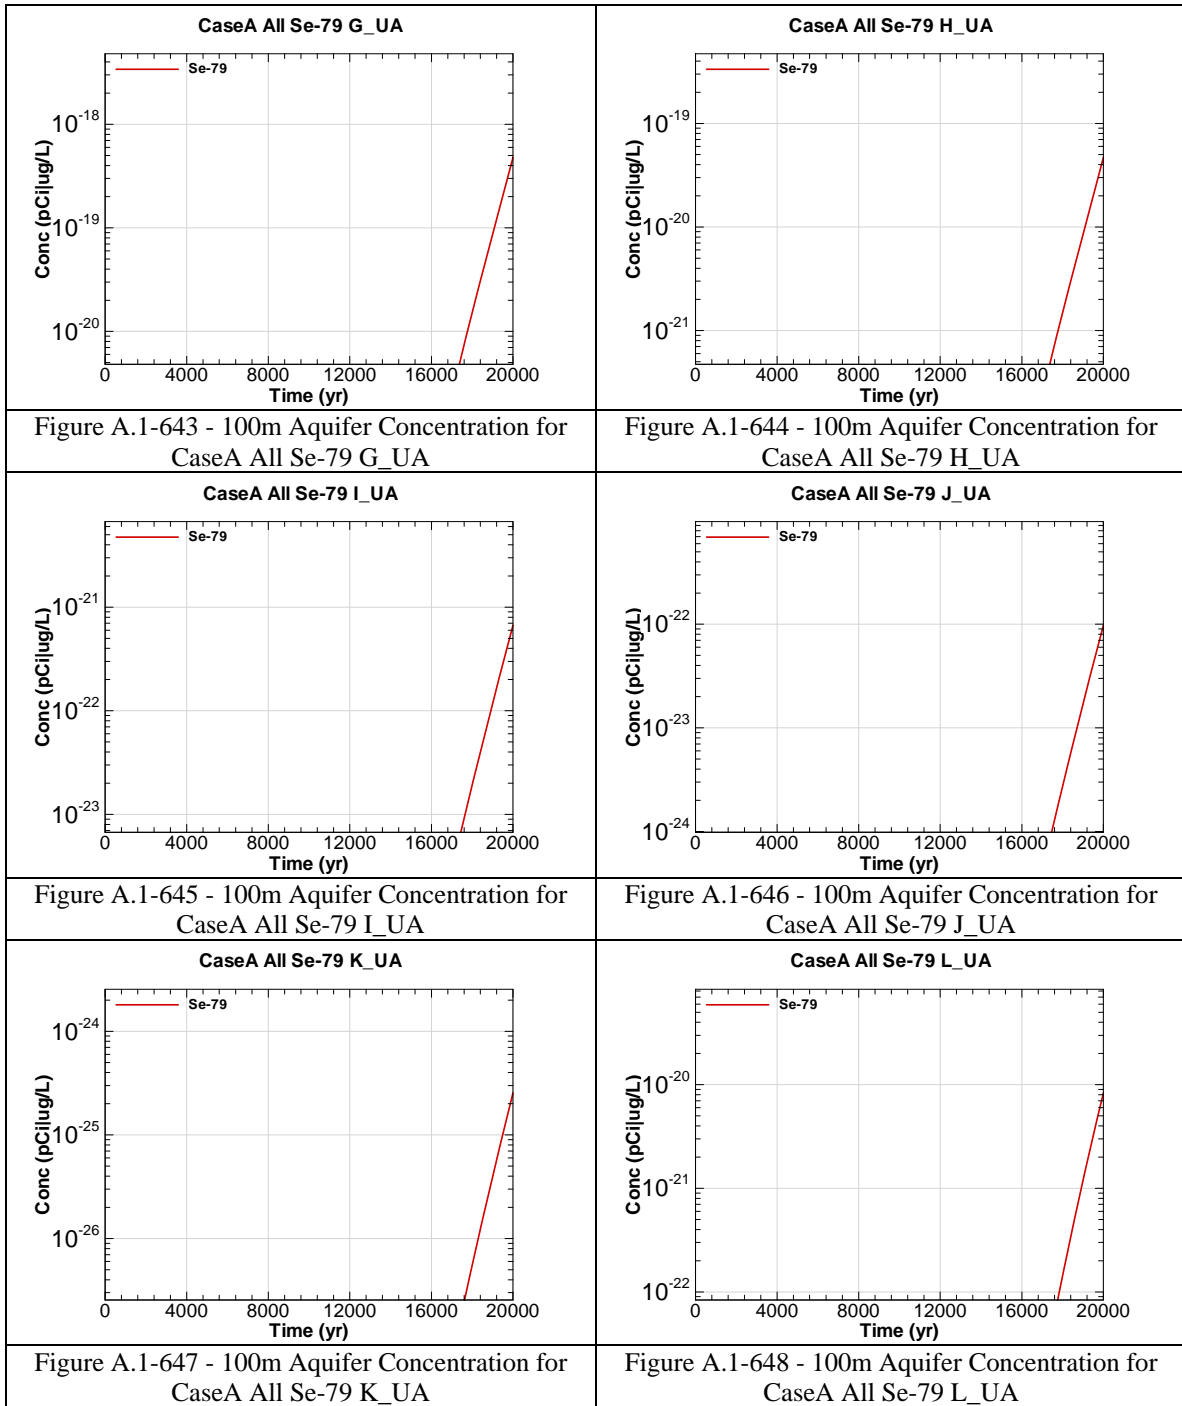 CaseA All Se-79 G_UA
Se-79
Conc (pCi|ug/L)
10-18
10-19
10-20
0 4000 8000 12000 16000 20000
Time (yr)
Figure A.1-643 - 100m Aquifer Concentration for
CaseA All Se-79 G_UA
CaseA All Se-79 H_UA
Se-79
Conc (pCi|ug/L)
10-19
10-20
10-21
0 4000 8000 12000 16000 20000
Time (yr)
Figure A.1-644 - 100m Aquifer Concentration for
CaseA All Se-79 H_UA
CaseA All Se-79 I_UA
Se-79
Conc (pCi|ug/L)
10-21
10-22
10-23
0 4000 8000 12000 16000 20000
Time (yr)
Figure A.1-645 - 100m Aquifer Concentration for
CaseA All Se-79 I_UA
CaseA All Se-79 J_UA
Se-79
Conc (pCi|ug/L)
10-22
10-23
10-24
0 4000 8000 12000 16000 20000
Time (yr)
Figure A.1-646 - 100m Aquifer Concentration for
CaseA All Se-79 J_UA
CaseA All Se-79 K_UA
Se-79
Conc (pCi|ug/L)
10-24
10-25
10-26
0 4000 8000 12000 16000 20000
Time (yr)
Figure A.1-647 - 100m Aquifer Concentration for
CaseA All Se-79 K_UA
CaseA All Se-79 L_UA
Se-79
Conc (pCi|ug/L)
10-20
10-21
10-22
0 4000 8000 12000 16000 20000
Time (yr)
Figure A.1-648 - 100m Aquifer Concentration for
CaseA All Se-79 L_UA